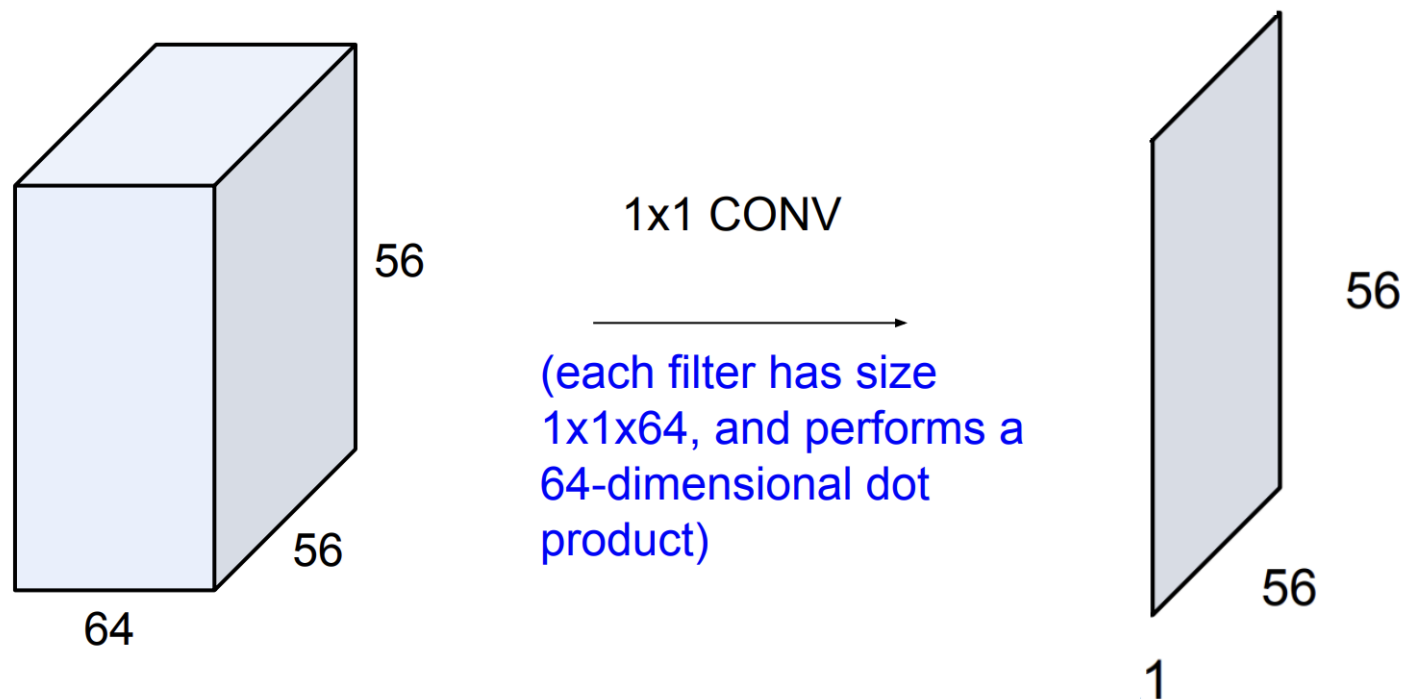 56
56
64
1x1 CONV
(each filter has size
1x1x64, and performs a
64-dimensional dot
product)
56
56
1